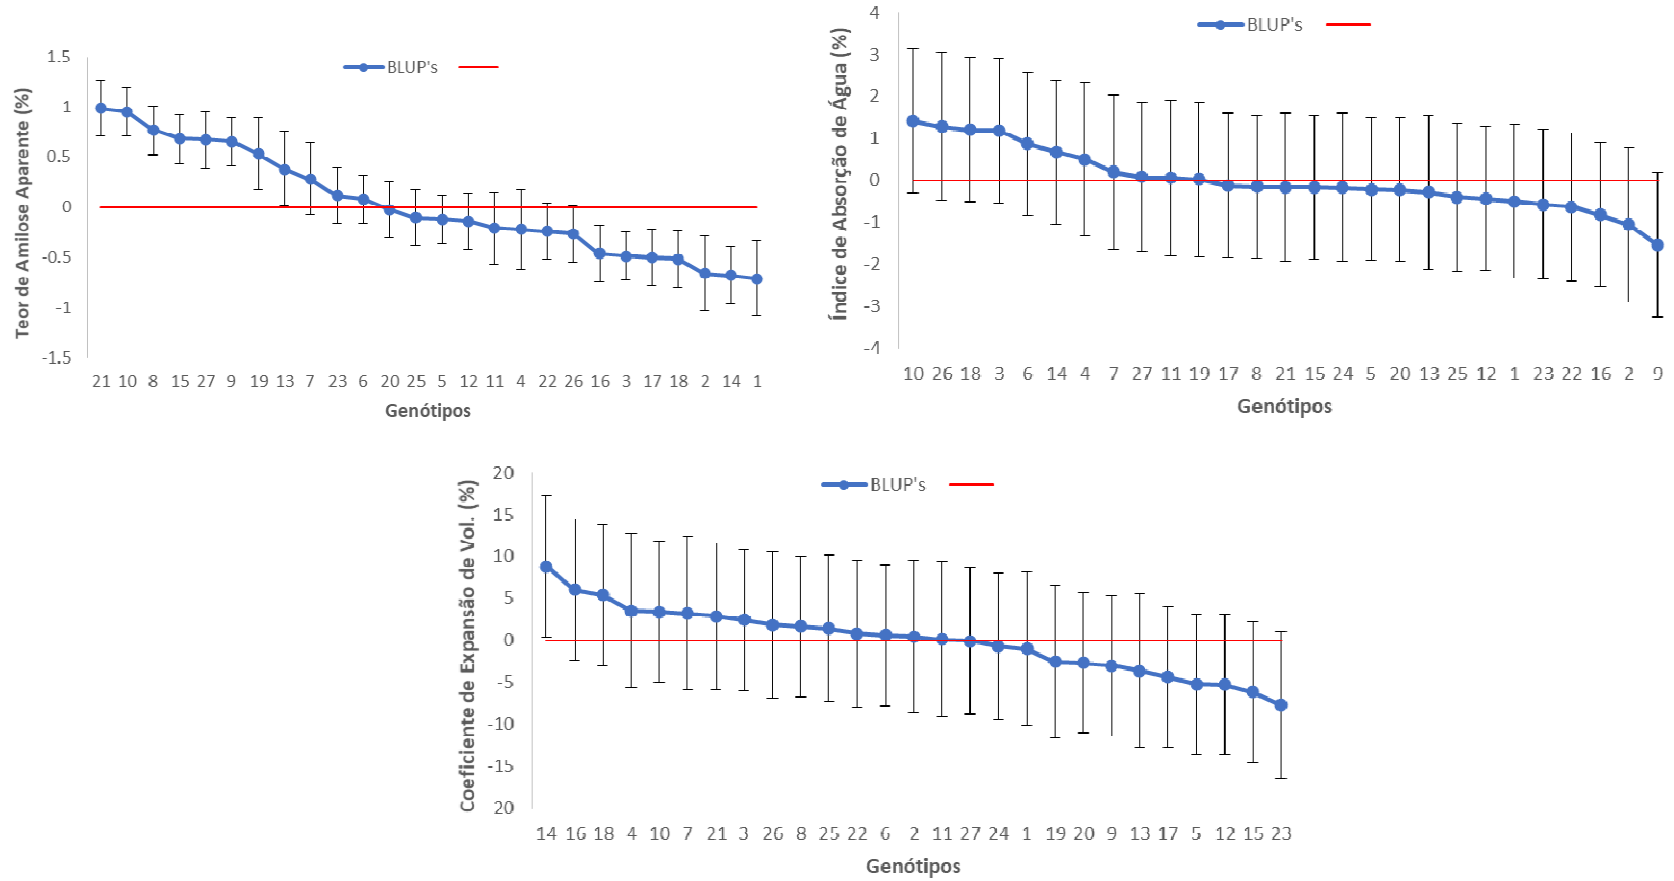 Teor de Amilose Aparente (%)
BLUP's
1.5
1
0.5
0
-0.5
-1
-1.5
21 10 8 15 27 9 19 13 7 23 6 20 25 5 12 11 4 22 26 16 3 17 18 2 14 1
Genótipos
Índice de Absorção de Água (%)
BLUP's
4
3
2
1
0
-1
-2
-3
-4
10 26 18 3 6 14 4 7 27 11 19 17 8 21 15 24 5 20 13 25 12 1 23 22 16 2 9
Genótipos
Coeficiente de Expansão de Vol. (%)
BLUP's
20
15
10
5
0
-5
-10
-15
20
14 16 18 4 10 7 21 3 26 8 25 22 6 2 11 27 24 1 19 20 9 13 17 5 12 15 23
Genótipos